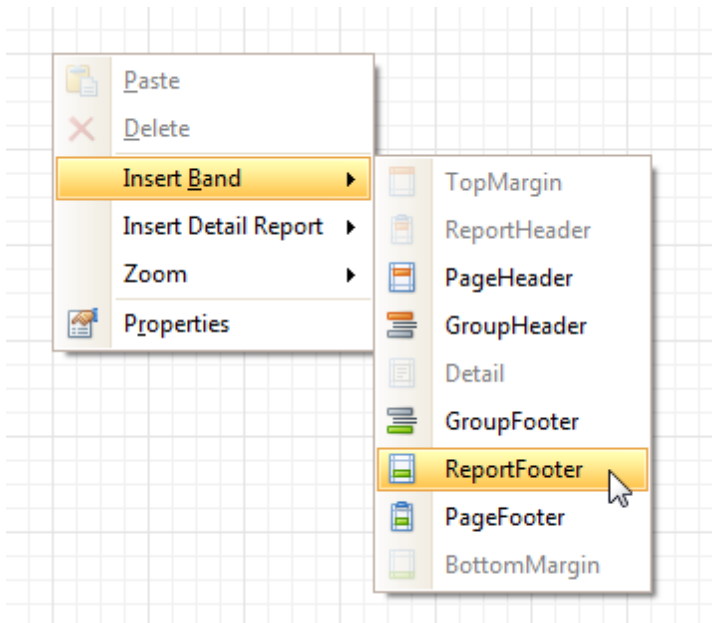 Paste
Delete
Insert Band
Insert Detail Report
Zoom
Properties
TopMargin
ReportHeader
PageHeader
GroupHeader
Detail
GroupFooter
ReportFooter
PageFooter
BottomMargin